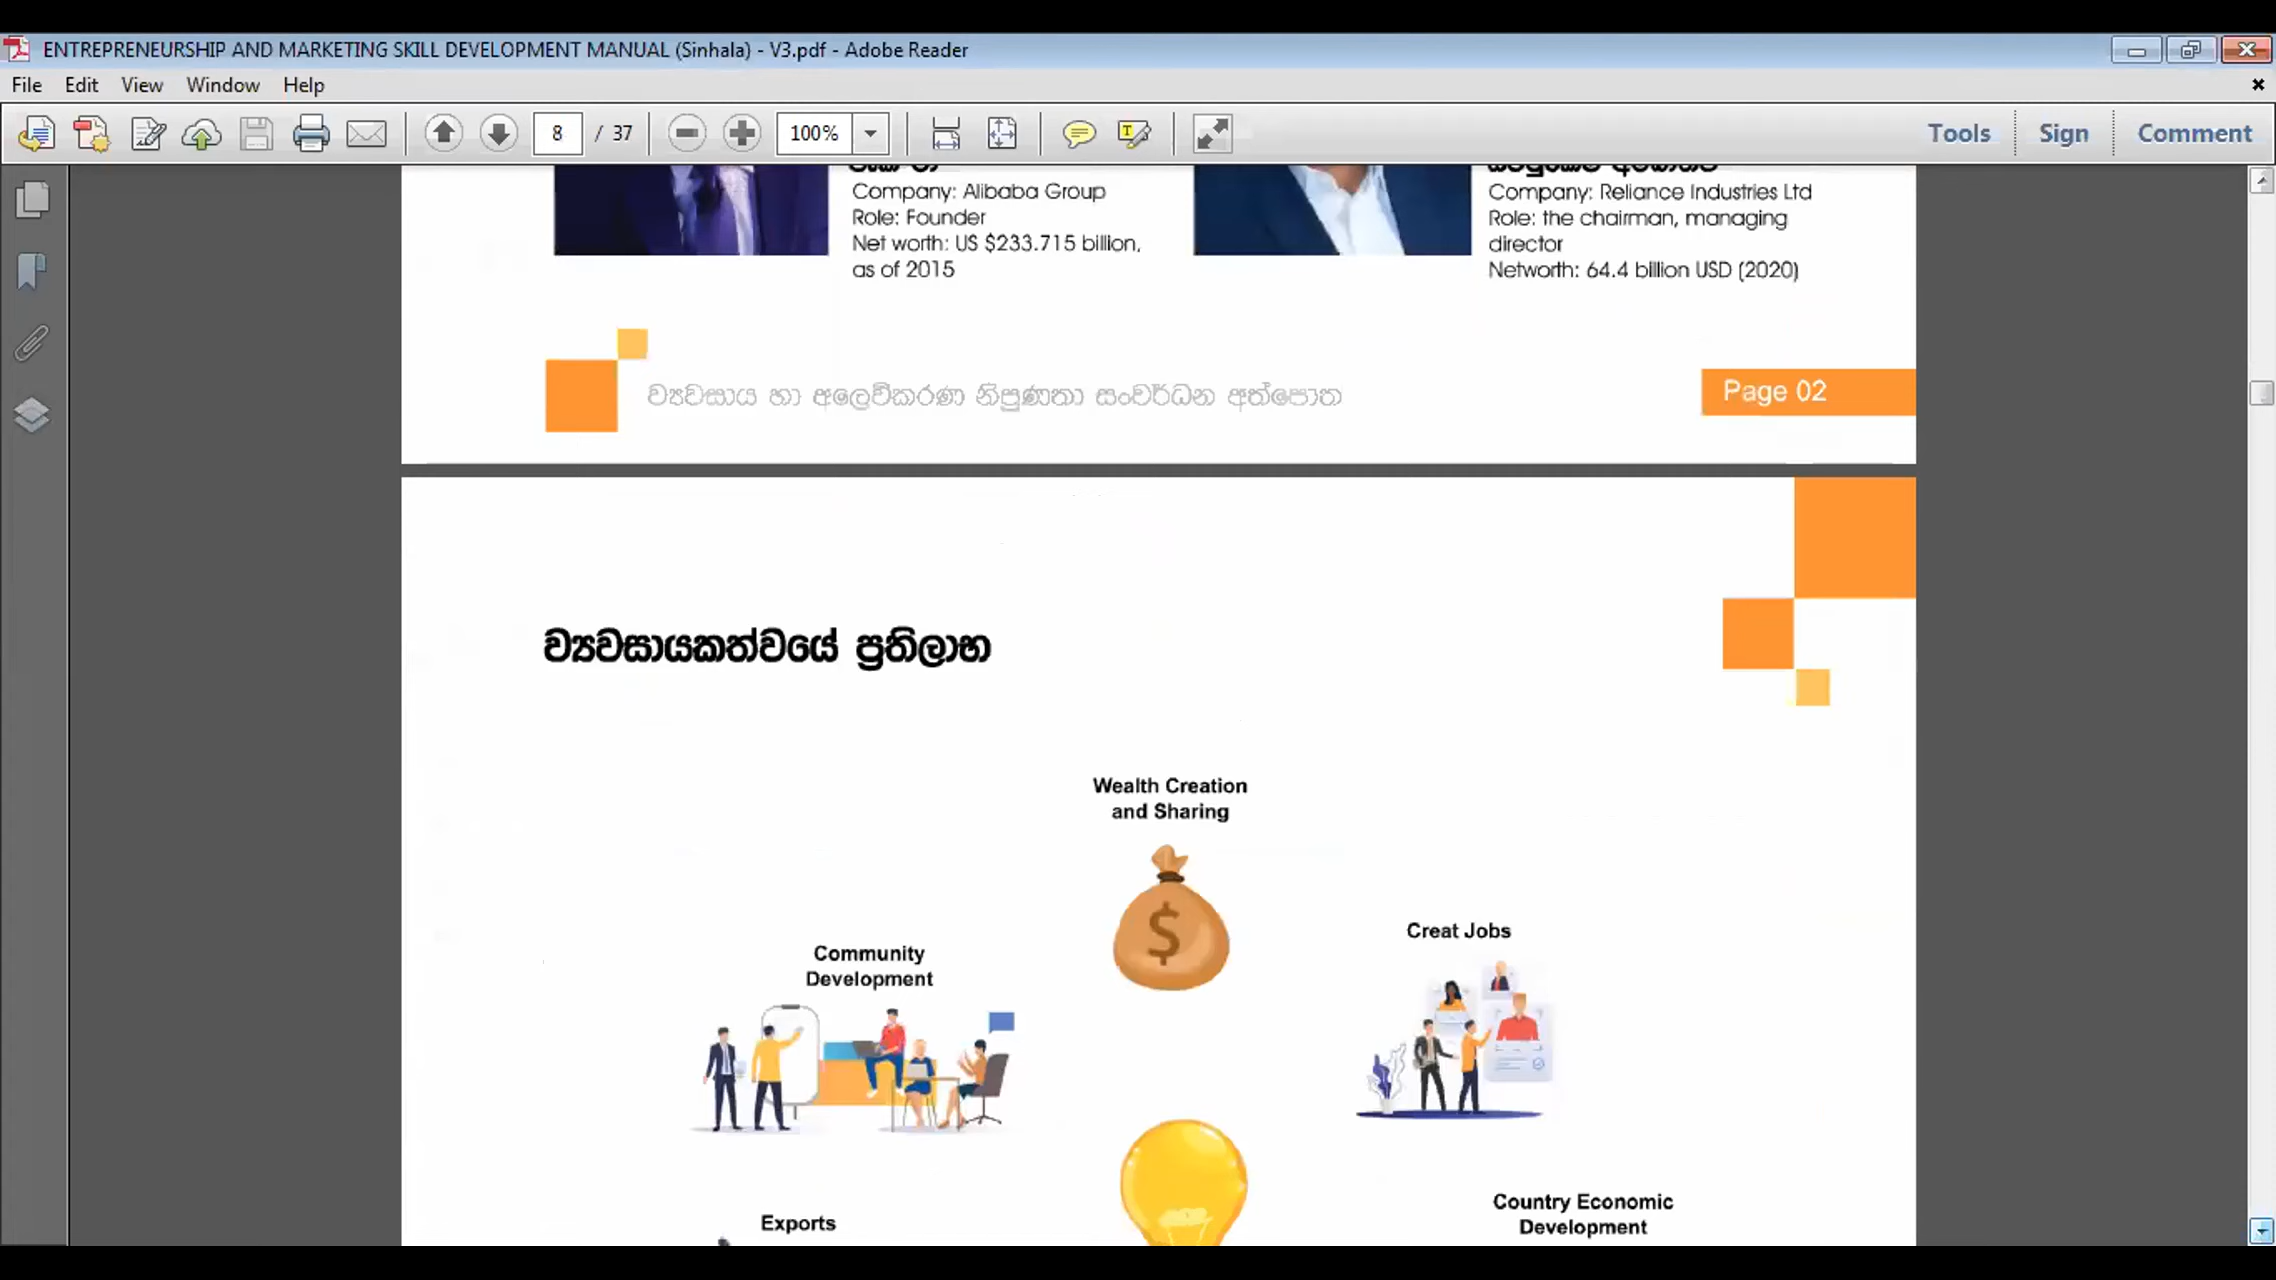 ENTREPRENEURSHIP AND MARKETING SKILL DEVELOPMENT MANUAL (Sinhala) - V3.pdf - Adobe Reader
File Edit View Window Help
8 / 37 100% Tools Sign Comment
Company: Alibaba Group
Role: Founder
Net worth: US $233.715 billion,
as of 2015
Company: Reliance Industries Ltd
Role: the chairman, managing
director
Networth: 64.4 billion USD (2020)
ව්‍යවසාය හා අලෙවිකරණ නිපුණතා සංවර්ධන අත්පොත
Page 02
ව්‍යවසායකත්වයේ ප්‍රතිලාභ
Wealth Creation
and Sharing
$
Creat Jobs
Community
Development
Country Economic
Development
Exports